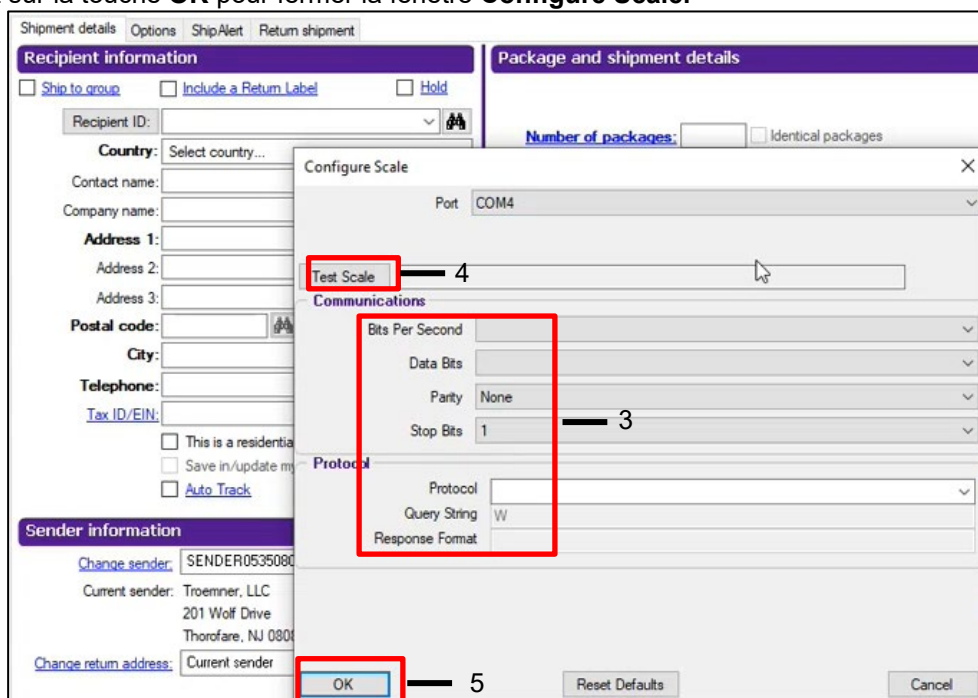 sur la touche OK pour fermer la fenêtre Configure Scale.
Shipment details Options ShipAlert Return shipment
Recipient information
Package and shipment details
Ship to group Include a Return Label Hold
Recipient ID:
Number of packages: Identical packages
Country: Select country...
Contact name:
Company name:
Address 1:
Address 2:
Address 3:
Postal code:
City:
Telephone:
Tax ID/EIN:
This is a residentia
Save in/update my
Auto Track
Sender information
Change sender: SENDER0535080
Current sender: Troemner, LLC
201 Wolf Drive
Thorofare, NJ 0808
Change return address: Current sender
Configure Scale
Port COM4
Test Scale 4
Communications
Bits Per Second
Data Bits
Parity None
Stop Bits 1
3
Protocol
Protocol
Query String W
Response Format
OK 5 Reset Defaults Cancel